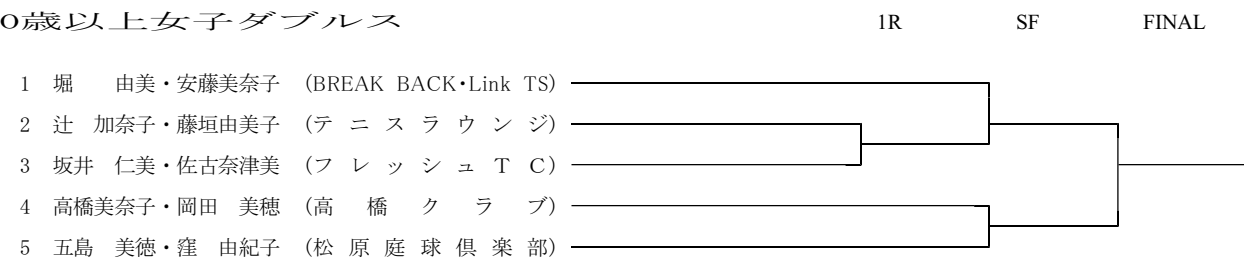 0歳以上女子ダブルス 1R SF FINAL
1 堀 由美・安藤美奈子 (BREAK BACK・Link TS)
2 辻 加奈子・藤垣由美子 (テニスラウンジ)
3 坂井 仁美・佐古奈津美 (フレッシュTC)
4 高橋美奈子・岡田 美穂 (高橋クラブ)
5 五島 美徳・窪 由紀子 (松原庭球倶楽部)